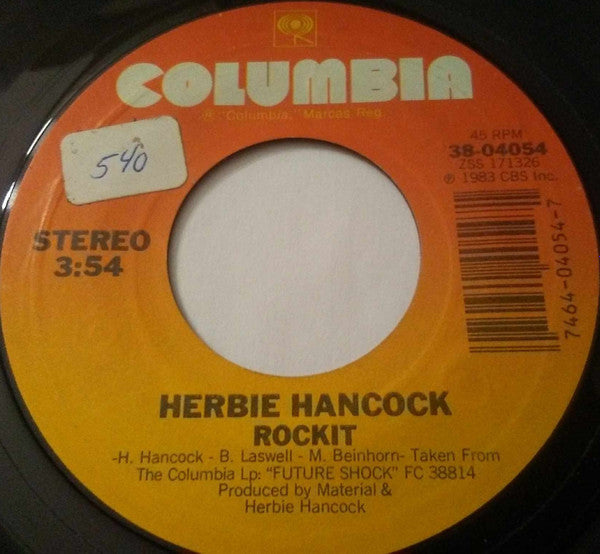 COLUMBIA
® "Columbia," Marcas Reg.
540
STEREO
3:54
45 RPM
38-04054
ZSS 171326
℗ 1983 CBS Inc.
7464-04054-7
HERBIE HANCOCK
ROCKIT
-H. Hancock - B. Laswell - M. Beinhorn- Taken From
The Columbia Lp: "FUTURE SHOCK" FC 38814
Produced by Material &
Herbie Hancock